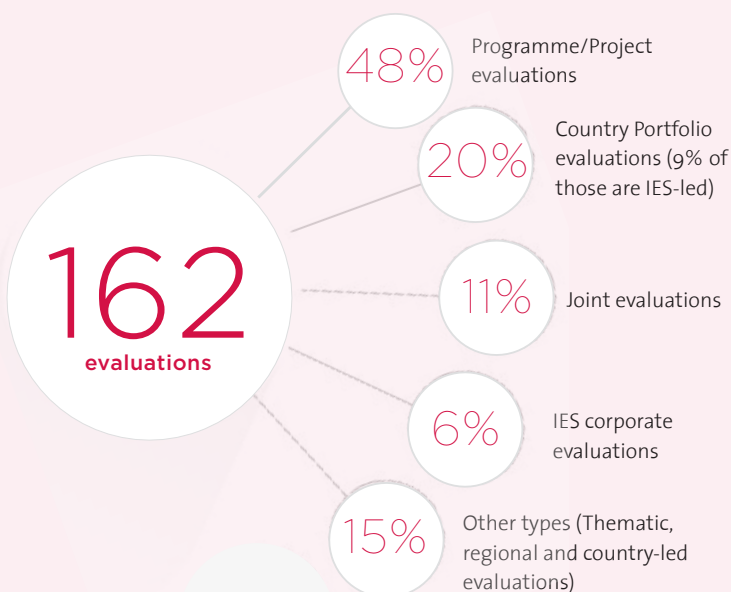 48%
Programme/Project
evaluations
20%
Country Portfolio
evaluations (9% of
those are IES-led)
162
evaluations
11%
Joint evaluations
6%
IES corporate
evaluations
15%
Other types (Thematic,
regional and country-led
evaluations)